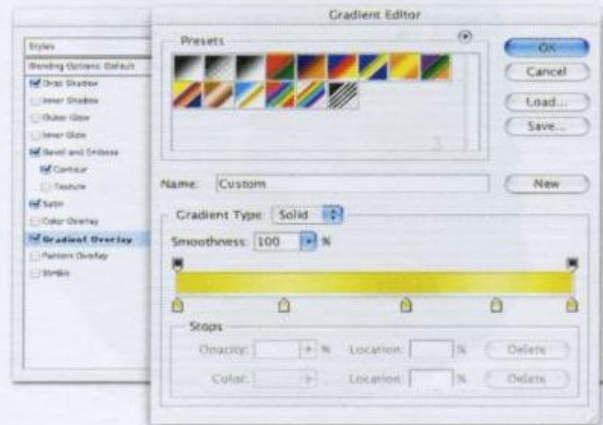 Gradient Editor
Styles
Blending Options: Default
Drop Shadow
Inner Shadow
Outer Glow
Inner Glow
Bevel and Emboss
Contour
Texture
Satin
Color Overlay
Gradient Overlay
Pattern Overlay
Stroke
Presets
OK
Cancel
Load...
Save...
Name: Custom
New
Gradient Type: Solid
Smoothness: 100 %
Stops
Opacity: % Location: % Delete
Color: Location: % Delete